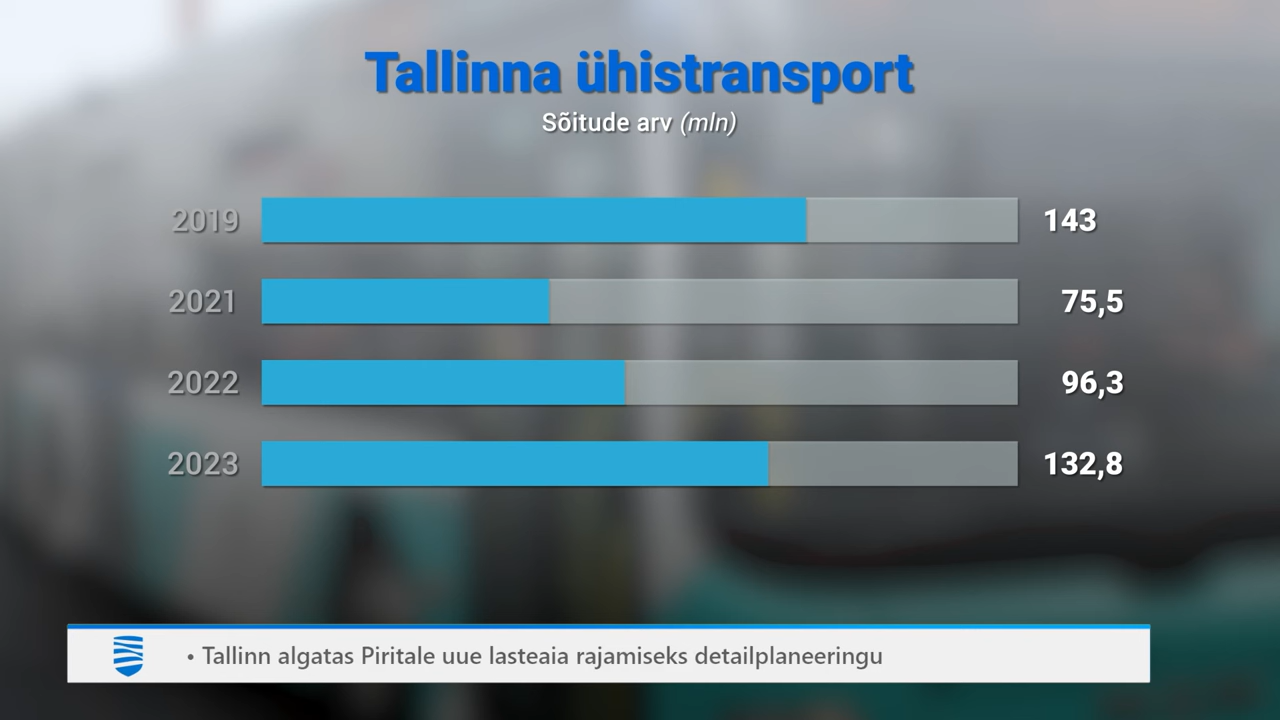 Tallinna ühistransport
Sõitude arv (mln)
2019 143
2021 75,5
2022 96,3
2023 132,8
• Tallinn algatas Piritale uue lasteaia rajamiseks detailplaneeringu